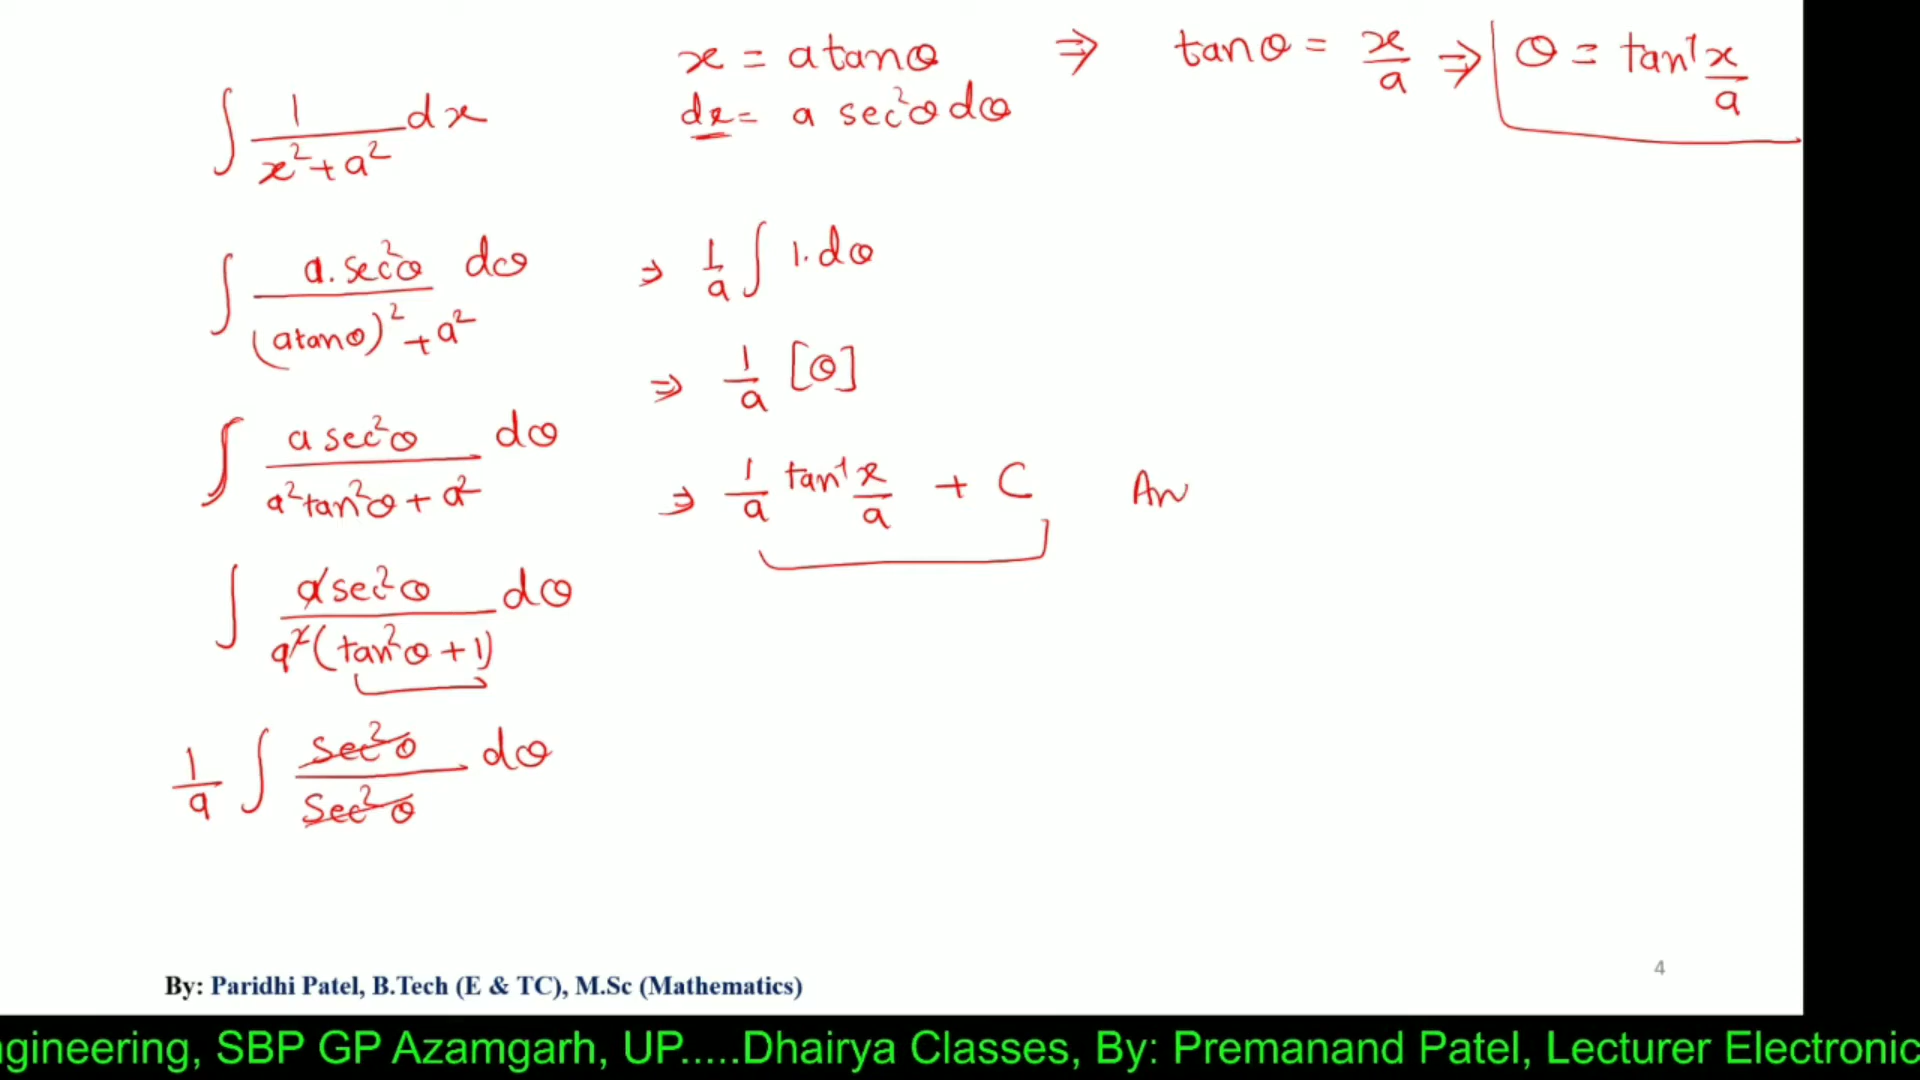 ∫ 1/(x² + a²) dx
x = a tanθ ⇒ tanθ = x/a ⇒ θ = tan⁻¹ x/a
dx = a sec²θ dθ
∫ a.sec²θ/((a tanθ)² + a²) dθ
∫ a sec²θ/(a² tan²θ + a²) dθ
∫ a sec²θ/(a²(tan²θ + 1)) dθ
1/a ∫ sec²θ/sec²θ dθ
⇒ 1/a ∫ 1. dθ
⇒ 1/a [θ]
⇒ 1/a tan⁻¹ x/a + C An
By: Paridhi Patel, B.Tech (E & TC), M.Sc (Mathematics)
4
ngineering, SBP GP Azamgarh, UP.....Dhairya Classes, By: Premanand Patel, Lecturer Electronic